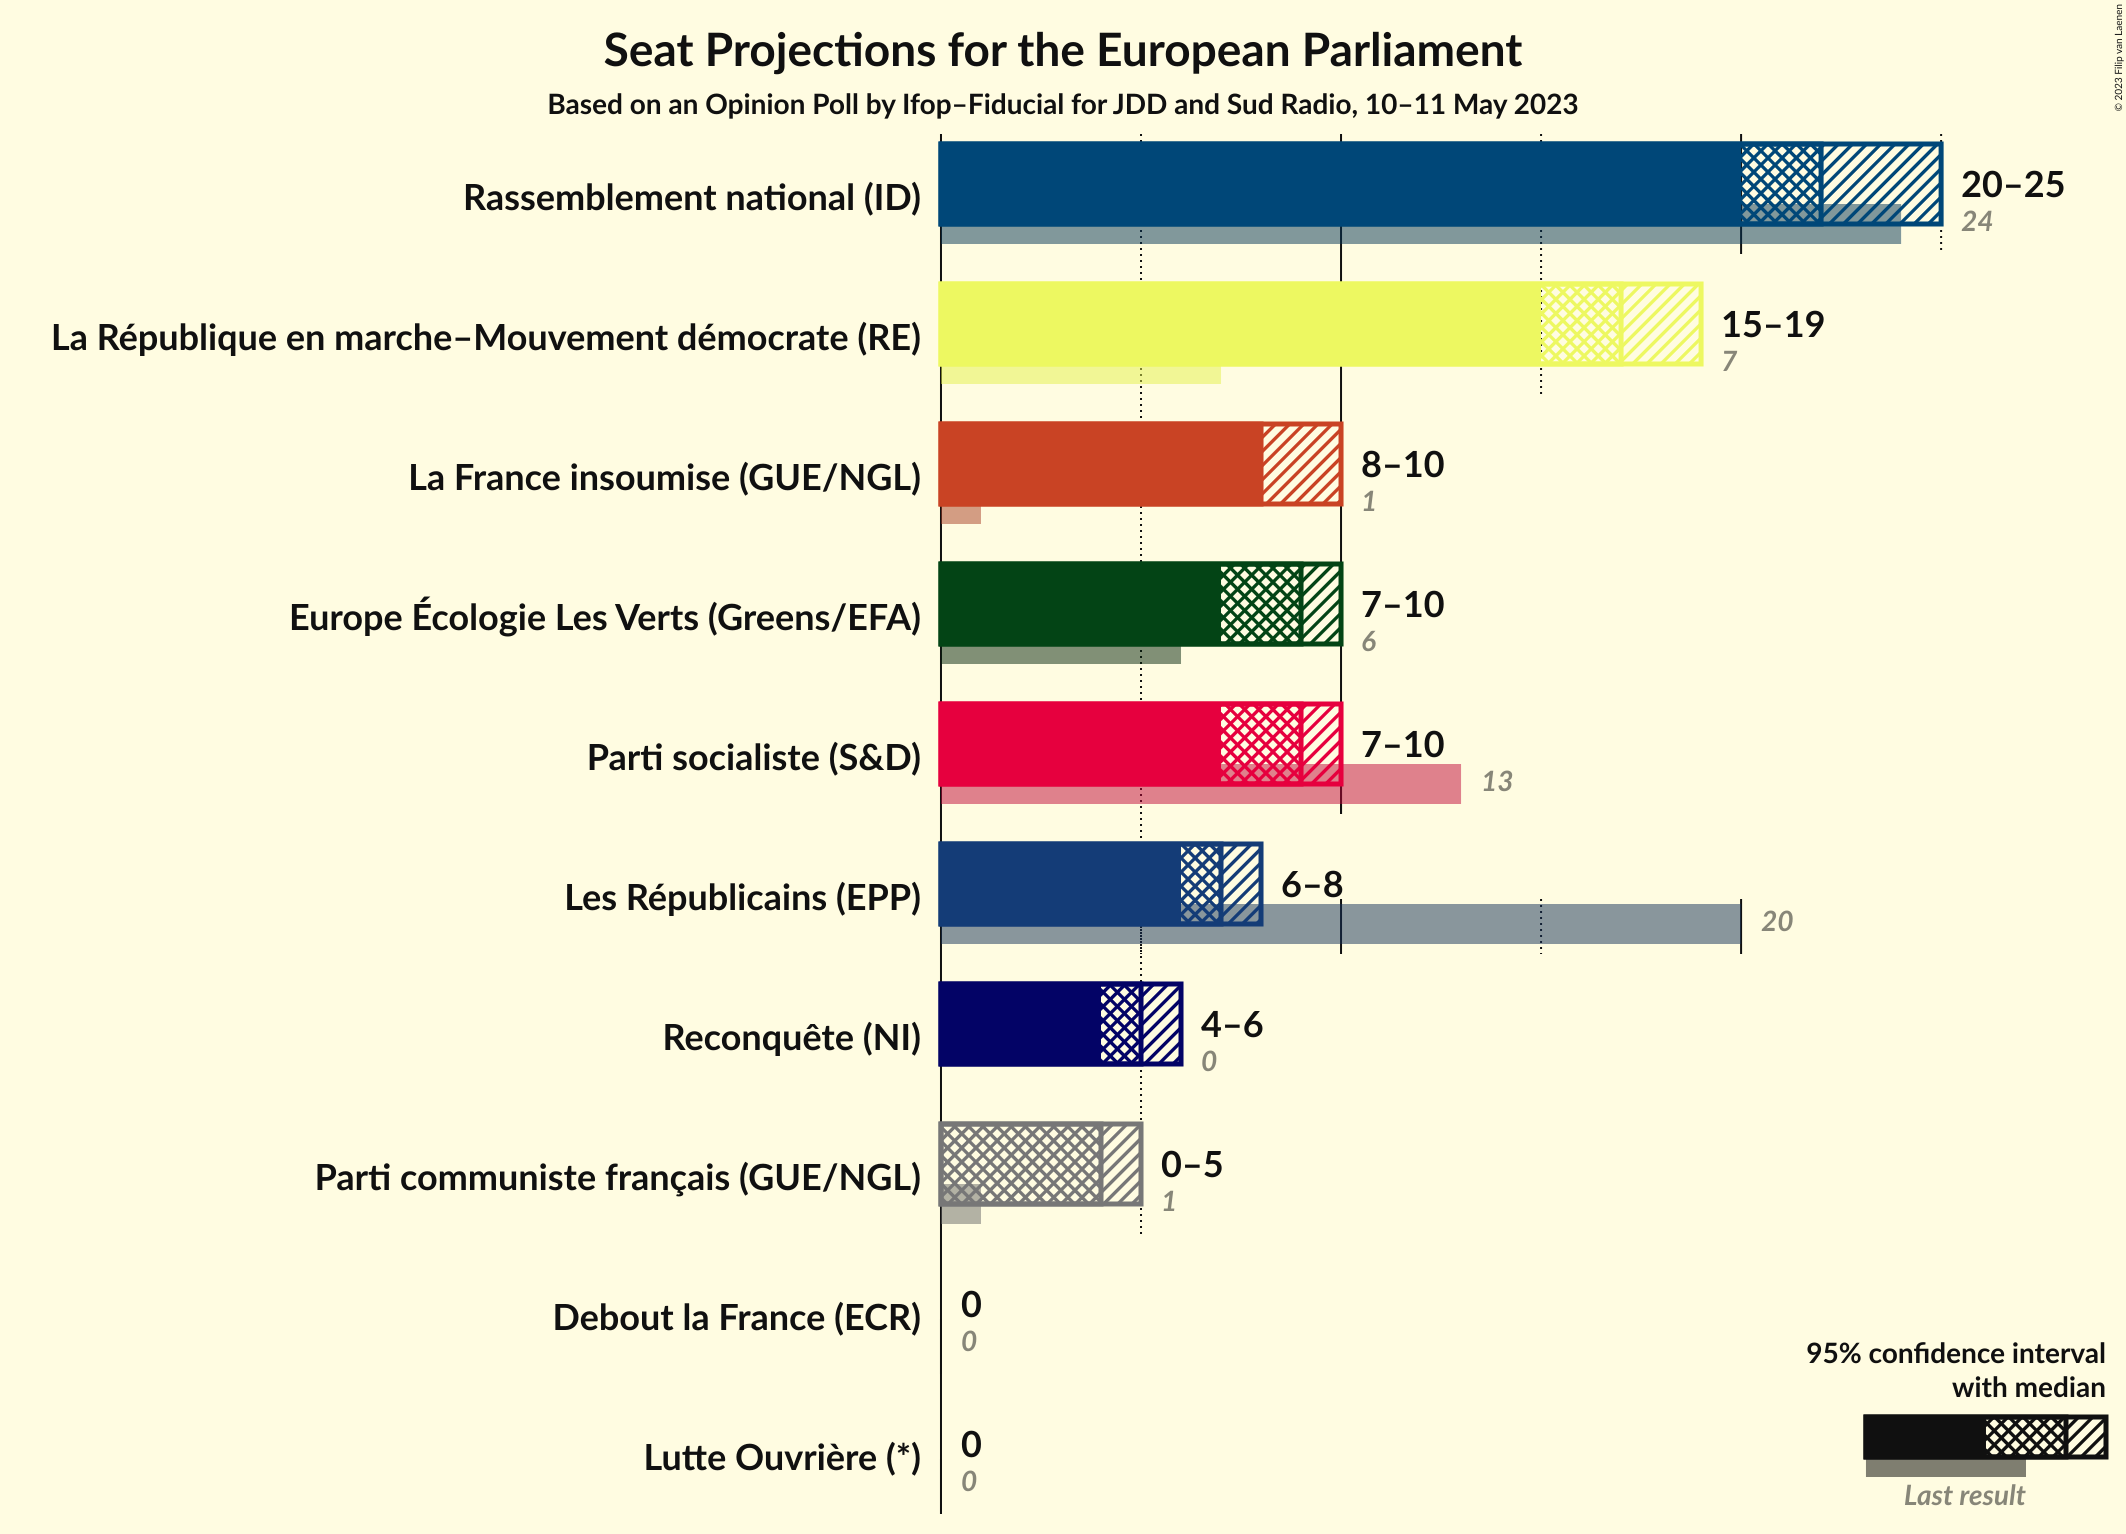 Seat Projections for the European Parliament
Based on an Opinion Poll by Ifop–Fiducial for JDD and Sud Radio, 10–11 May 2023
© 2023 Filip van Laenen
Rassemblement national (ID)
20–25
24
La République en marche–Mouvement démocrate (RE)
15–19
7
La France insoumise (GUE/NGL)
8–10
1
Europe Écologie Les Verts (Greens/EFA)
7–10
6
Parti socialiste (S&D)
7–10
13
Les Républicains (EPP)
6–8
20
Reconquête (NI)
4–6
0
Parti communiste français (GUE/NGL)
0–5
1
Debout la France (ECR)
0
0
Lutte Ouvrière (*)
0
0
95% confidence interval
with median
Last result